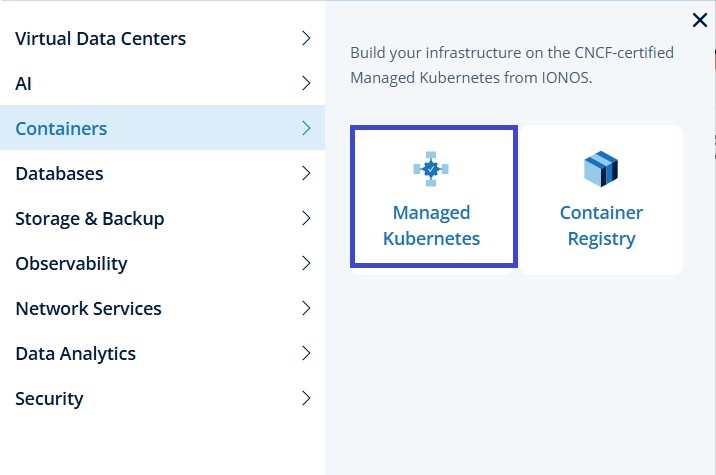 Virtual Data Centers
AI
Containers
Databases
Storage & Backup
Observability
Network Services
Data Analytics
Security
Build your infrastructure on the CNCF-certified
Managed Kubernetes from IONOS.
Managed
Kubernetes
Container
Registry